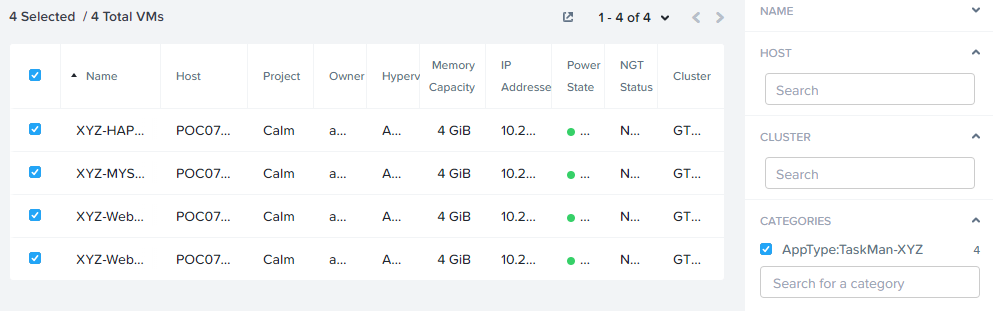 4 Selected / 4 Total VMs
1 - 4 of 4
Name Host Project Owner Hyperv Memory Capacity IP Addresse Power State NGT Status Cluster
XYZ-HAP... POC07... Calm a... A... 4 GiB 10.2... ... N... GT...
XYZ-MYS... POC07... Calm a... A... 4 GiB 10.2... ... N... GT...
XYZ-Web... POC07... Calm a... A... 4 GiB 10.2... ... N... GT...
XYZ-Web... POC07... Calm a... A... 4 GiB 10.2... ... N... GT...
NAME
HOST
Search
CLUSTER
Search
CATEGORIES
AppType:TaskMan-XYZ 4
Search for a category